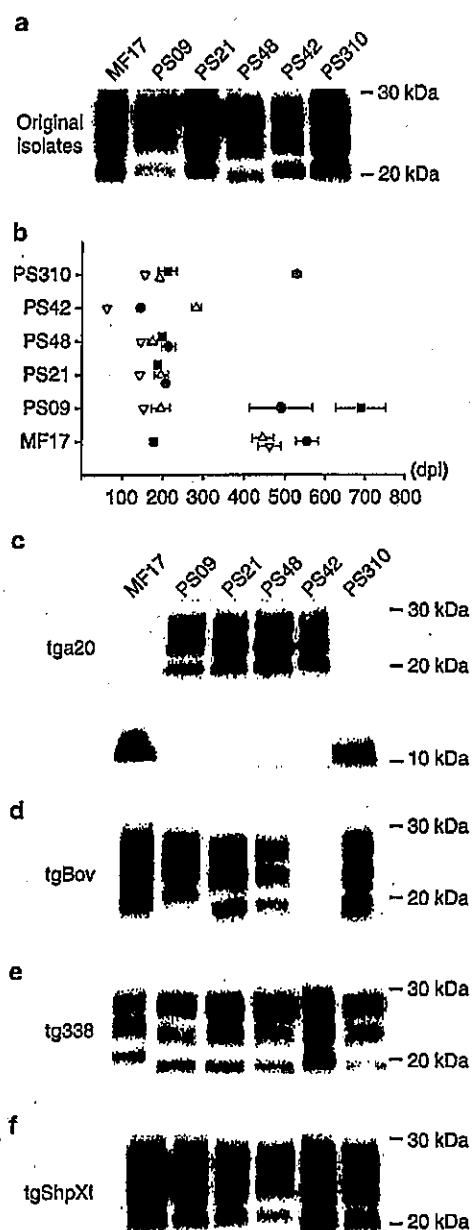 a
MF17 PS09 PS21 PS48 PS42 PS310
Original isolates
30 kDa
20 kDa
b
PS310
PS42
PS48
PS21
PS09
MF17
100 200 300 400 500 600 700 800
(dpl)
c
MF17 PS09 PS21 PS48 PS42 PS310
tga20
30 kDa
20 kDa
10 kDa
d
tgBov
30 kDa
20 kDa
e
tg338
30 kDa
20 kDa
f
tgShpXI
30 kDa
20 kDa